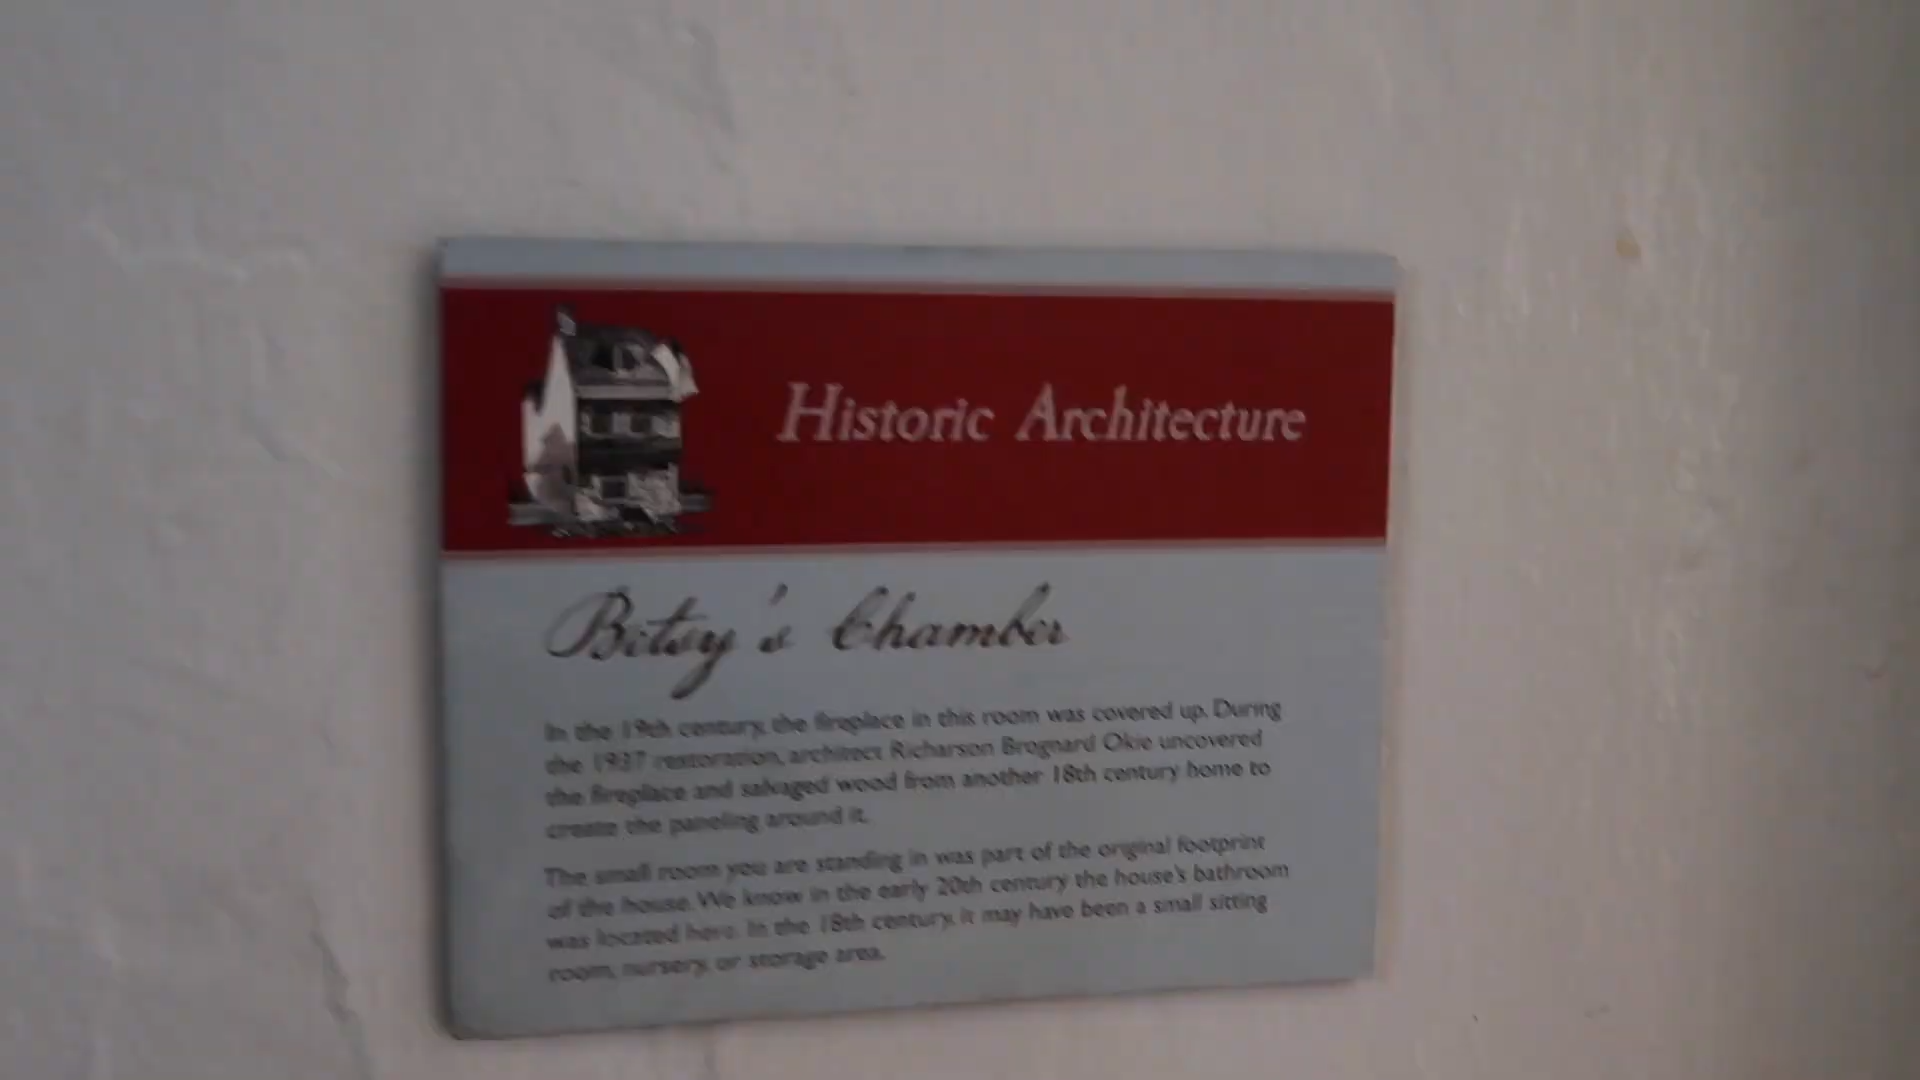 Historic Architecture
Betsy's Chamber
In the 19th century, the fireplace in this room was covered up. During
the 1937 restoration, architect Richarson Brognard Okie uncovered
the fireplace and salvaged wood from another 18th century home to
create the paneling around it.
The small room you are standing in was part of the original footprint
of the house. We know in the early 20th century the house's bathroom
was located here. In the 18th century, it may have been a small sitting
room, nursery, or storage area.